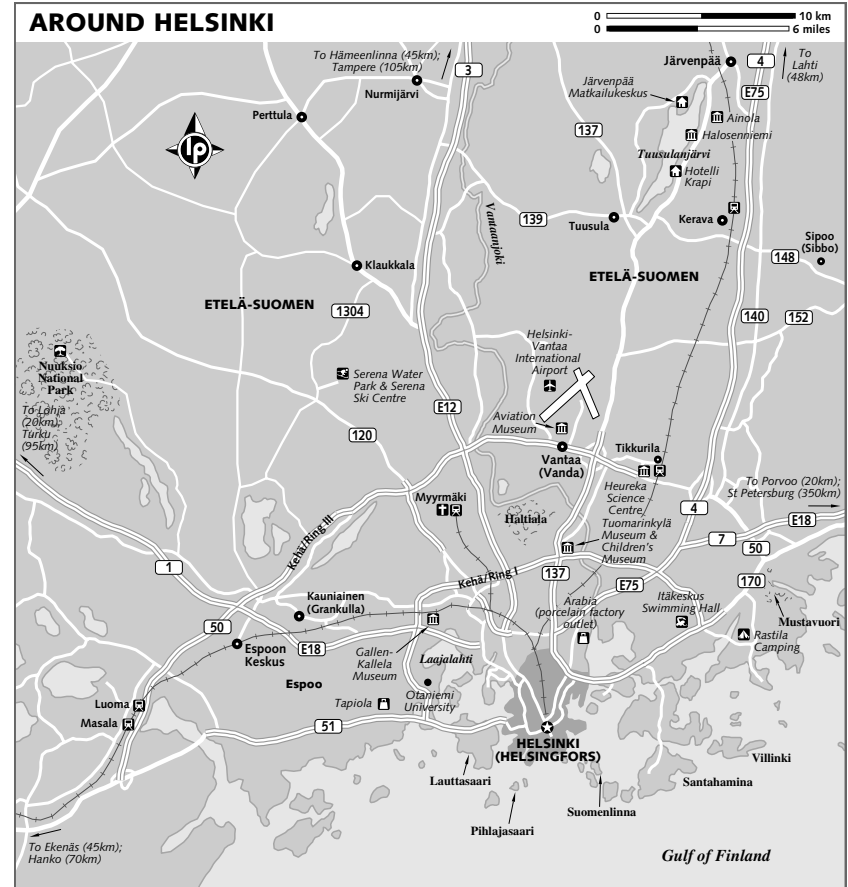 AROUND HELSINKI
0 10 km
0 6 miles
To Hämeenlinna (45km);
Tampere (105km)
3
Nurmijärvi
Perttula
lp
Järvenpää
4
To
Lahti
(48km)
E75
Järvenpää
Matkailukeskus
137
Ainola
Halosenniemi
Tuusulanjärvi
Hotelli
Krapi
Vantaanjoki
139
Tuusula
Kerava
Sipoo
(Sibbo)
148
Klaukkala
ETELÄ-SUOMEN
ETELÄ-SUOMEN
1304
140
152
Helsinki-
Vantaa
International
Airport
Nuuksio
National
Park
Serena Water
Park & Serena
Ski Centre
E12
To Lohja
(20km);
Turku
(95km)
120
Aviation
Museum
Vantaa
(Vanda)
Tikkurila
Heureka
Science
Centre
To Porvoo (20km);
St Petersburg (350km)
Myyrmäki
Haltiala
4
E18
Tuomarinkylä
Museum &
Children's
Museum
7
50
Kehä/Ring III
1
Kehä/Ring I
137
E75
170
Kauniainen
(Grankulla)
Arabia
(porcelain factory
outlet)
Itäkeskus
Swimming Hall
Mustavuori
50
E18
Espoon
Keskus
Gallen-
Kallela
Museum
Laajalahti
Rastila
Camping
Espoo
Tapiola
Otaniemi
University
Luoma
Masala
51
HELSINKI
(HELSINGFORS)
Villinki
Lauttasaari
Santahamina
Suomenlinna
Pihlajasaari
To Ekenäs (45km);
Hanko (70km)
Gulf of Finland